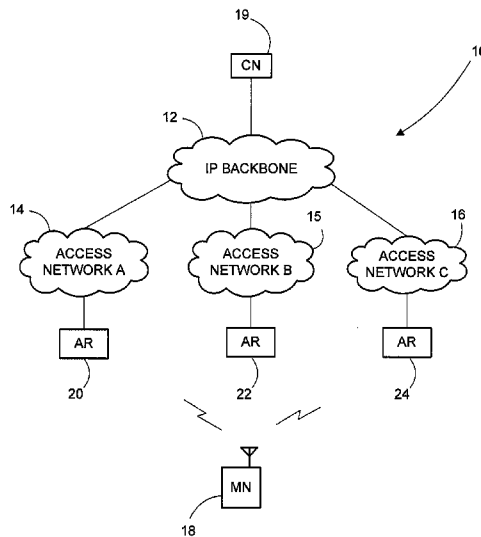 19
CN
12
IP BACKBONE
14
ACCESS
NETWORK A
ACCESS
NETWORK B
15
16
ACCESS
NETWORK C
AR
AR
AR
20
22
24
MN
18